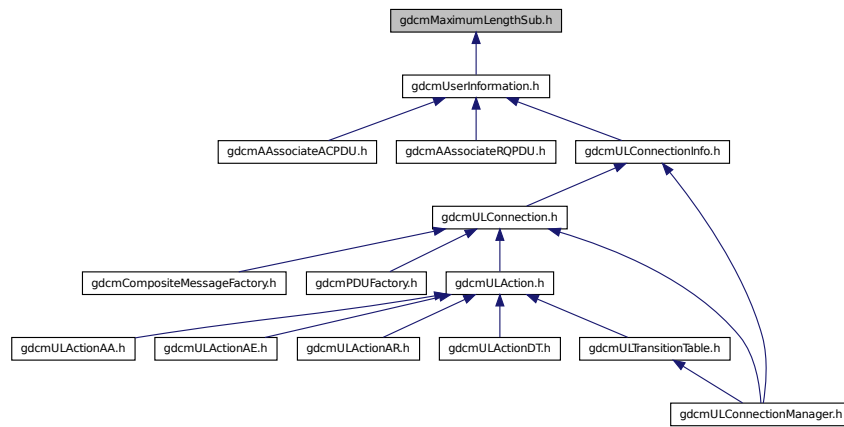 gdcmMaximumLengthSub.h
gdcmUserInformation.h
gdcmAAssociateACPDU.h
gdcmAAssociateRQPDU.h
gdcmULConnectionInfo.h
gdcmULConnection.h
gdcmCompositeMessageFactory.h
gdcmPDUFactory.h
gdcmULAction.h
gdcmULActionAA.h
gdcmULActionAE.h
gdcmULActionAR.h
gdcmULActionDT.h
gdcmULTransitionTable.h
gdcmULConnectionManager.h